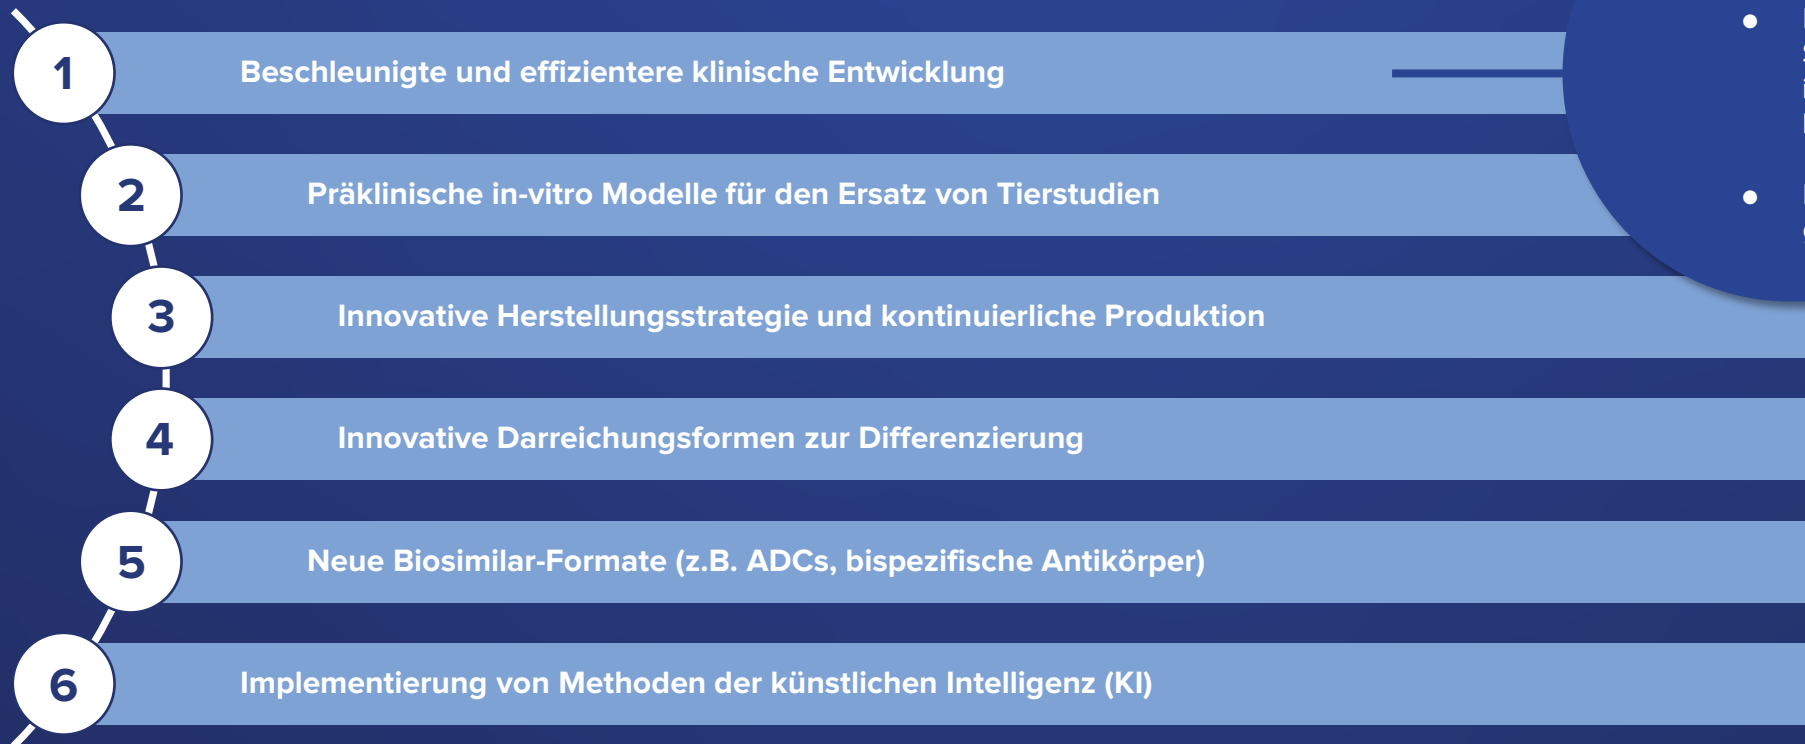 1
Beschleunigte und effizientere klinische Entwicklung
2
Präklinische in-vitro Modelle für den Ersatz von Tierstudien
3
Innovative Herstellungsstrategie und kontinuierliche Produktion
4
Innovative Darreichungsformen zur Differenzierung
5
Neue Biosimilar-Formate (z.B. ADCs, bispezifische Antikörper)
6
Implementierung von Methoden der künstlichen Intelligenz (KI)